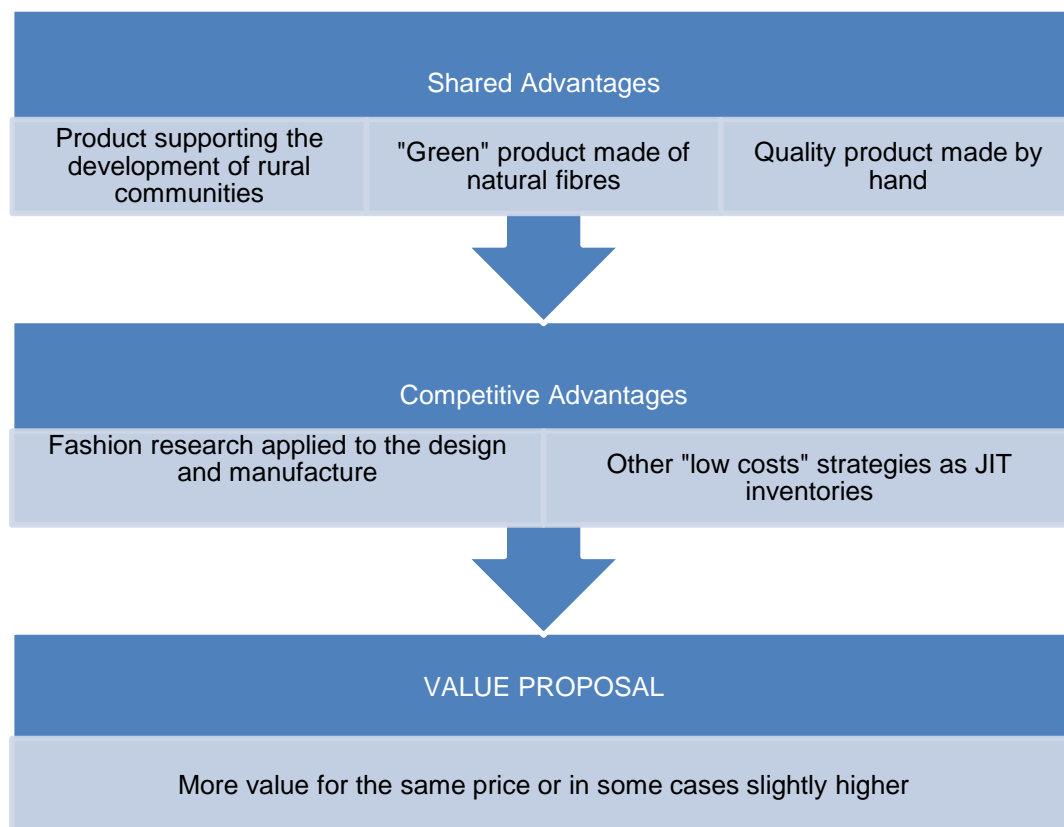 Shared Advantages
Product supporting the
development of rural
communities
"Green" product made of
natural fibres
Quality product made by
hand
Competitive Advantages
Fashion research applied to the design
and manufacture
Other "low costs" strategies as JIT
inventories
VALUE PROPOSAL
More value for the same price or in some cases slightly higher